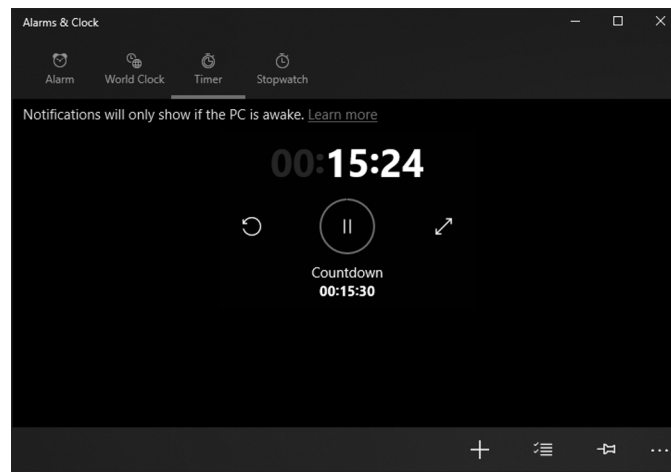 Alarms & Clock
Alarm World Clock Timer Stopwatch
Notifications will only show if the PC is awake. Learn more
00:15:24
Countdown
00:15:30